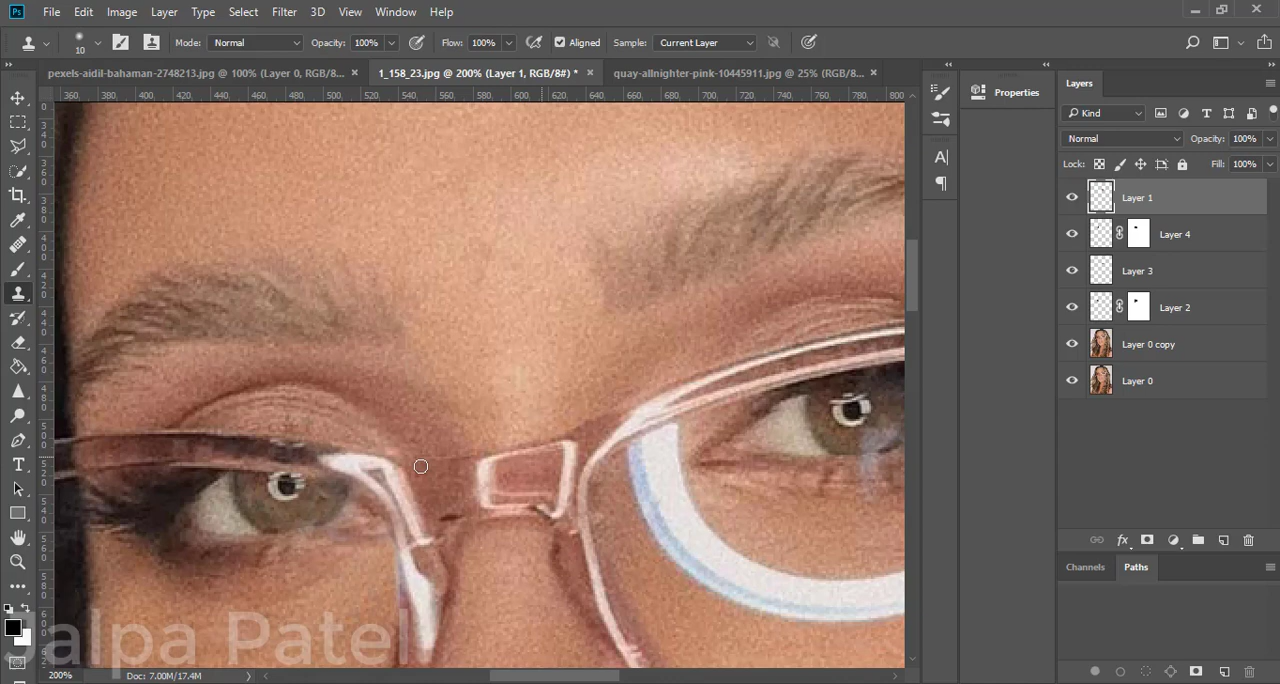 Ps File Edit Image Layer Type Select Filter 3D View Window Help
10 Mode: Normal Opacity: 100% Flow: 100% Aligned Sample: Current Layer
pexels-aidil-bahaman-2748213.jpg @ 100% (Layer 0, RGB/8... × 1_158_23.jpg @ 200% (Layer 1, RGB/8#) * × quay-allnighter-pink-10445911.jpg @ 25% (RGB/8... ×
360 380 400 420 440 460 480 500 520 540 560 580 600 620 640 660 680 700 720 740 760 780 800
Properties
Layers
Kind
Normal Opacity: 100%
Lock: Fill: 100%
Layer 1
Layer 4
Layer 3
Layer 2
Layer 0 copy
Layer 0
fx
Channels Paths
Jalpa Patel
200% Doc: 7.00M/17.4M